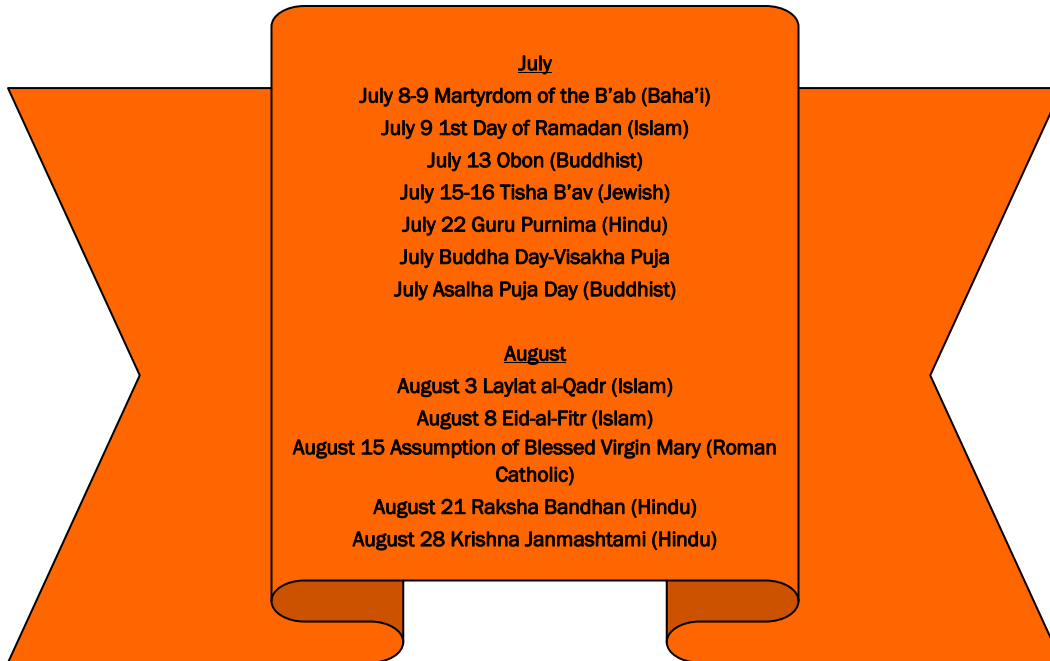 July
July 8-9 Martyrdom of the B’ab (Baha’i)
July 9 1st Day of Ramadan (Islam)
July 13 Obon (Buddhist)
July 15-16 Tisha B’av (Jewish)
July 22 Guru Purnima (Hindu)
July Buddha Day-Visakha Puja
July Asalha Puja Day (Buddhist)
August
August 3 Laylat al-Qadr (Islam)
August 8 Eid-al-Fitr (Islam)
August 15 Assumption of Blessed Virgin Mary (Roman
Catholic)
August 21 Raksha Bandhan (Hindu)
August 28 Krishna Janmashtami (Hindu)